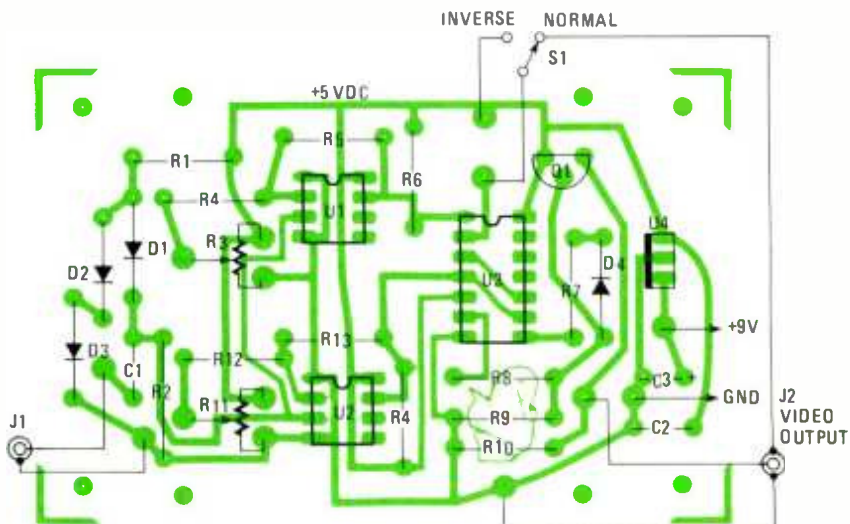 INVERSE NORMAL
S1
+5 VDC
R5
R1
Q1
R4
R6
U1
U4
R3
D1
D2
U3
D4
R7
+9V
D3
R13
R12
C1
R2
R8
C3 +
GND
J2
R11
VIDEO
OUTPUT
J1
U2
R4
R9
C2
R10